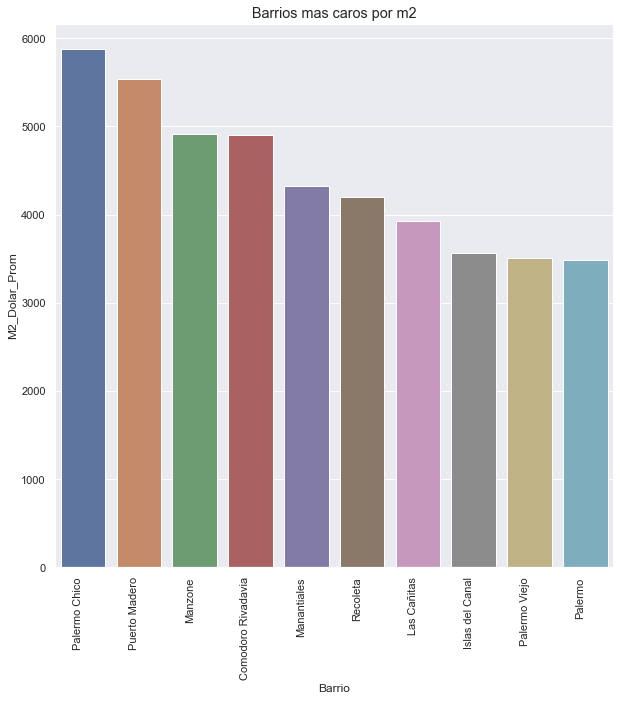 Barrios mas caros por m2
M2_Dolar_Prom
6000
5000
4000
3000
2000
1000
0
Palermo Chico
Puerto Madero
Manzone
Comodoro Rivadavia
Manantiales
Recoleta
Las Cañitas
Islas del Canal
Palermo Viejo
Palermo
Barrio